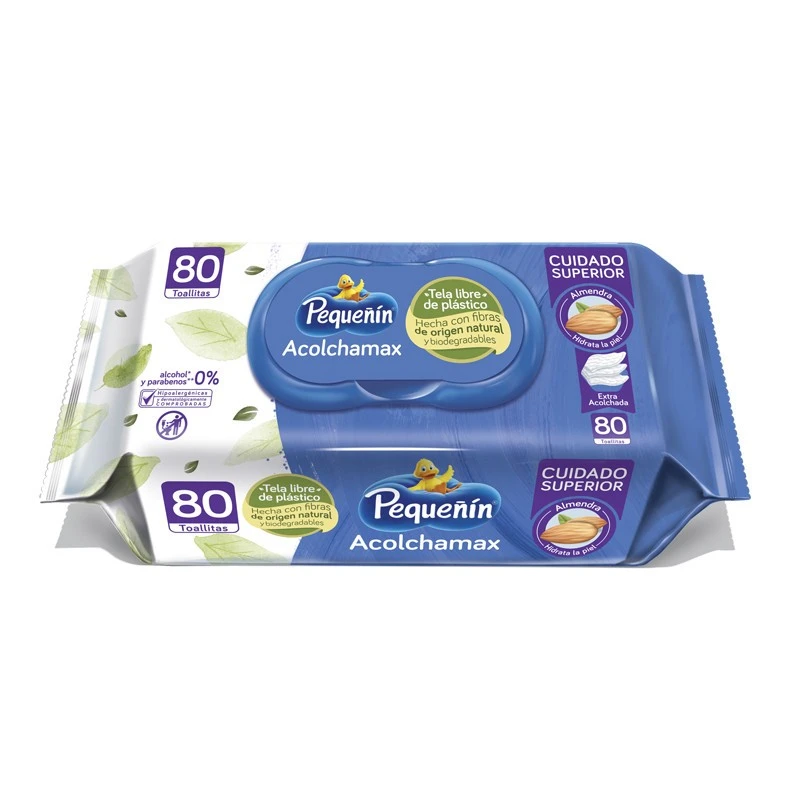 80
Toallitas
alcohol*
y parabenos** 0%
Hipoalergénicas
y dermatológicamente
COMPROBADAS
Pequeñín
Acolchamax
Tela libre
de plástico
Hecha con fibras
de origen natural
y biodegradables
CUIDADO
SUPERIOR
Almendra
Hidrata la piel
Extra
Acolchada
80
Toallitas
80
Toallitas
Tela libre
de plástico
Hecha con fibras
de origen natural
y biodegradables
Pequeñín
Acolchamax
CUIDADO
SUPERIOR
Almendra
Hidrata la piel